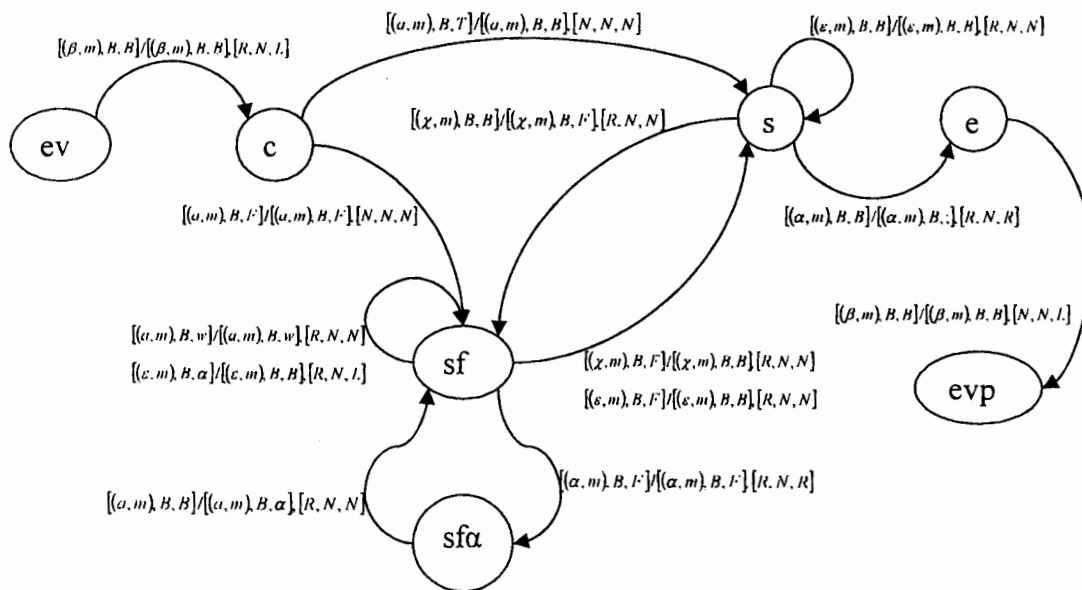 [(a,m),B,T]/[(a,m),B,B],[N,N,N]
[(ε,m),B,B]/[(ε,m),B,B],[R,N,N]
[(β,m),B,B]/[(β,m),B,B],[R,N,L]
[(χ,m),B,B]/[(χ,m),B,F],[R,N,N]
ev
c
s
e
[(a,m),B,F]/[(a,m),B,F],[N,N,N]
[(α,m),B,B]/[(α,m),B,;],[R,N,R]
[(β,m),B,B]/[(β,m),B,B],[N,N,L]
[(a,m),B,w]/[(a,m),B,w],[R,N,N]
[(ε,m),B,α]/[(ε,m),B,B],[R,N,L]
sf
[(χ,m),B,F]/[(χ,m),B,B],[R,N,N]
[(ε,m),B,F]/[(ε,m),B,B],[R,N,N]
evp
[(α,m),B,F]/[(α,m),B,F],[R,N,R]
[(a,m),B,B]/[(a,m),B,α],[R,N,N]
sfα